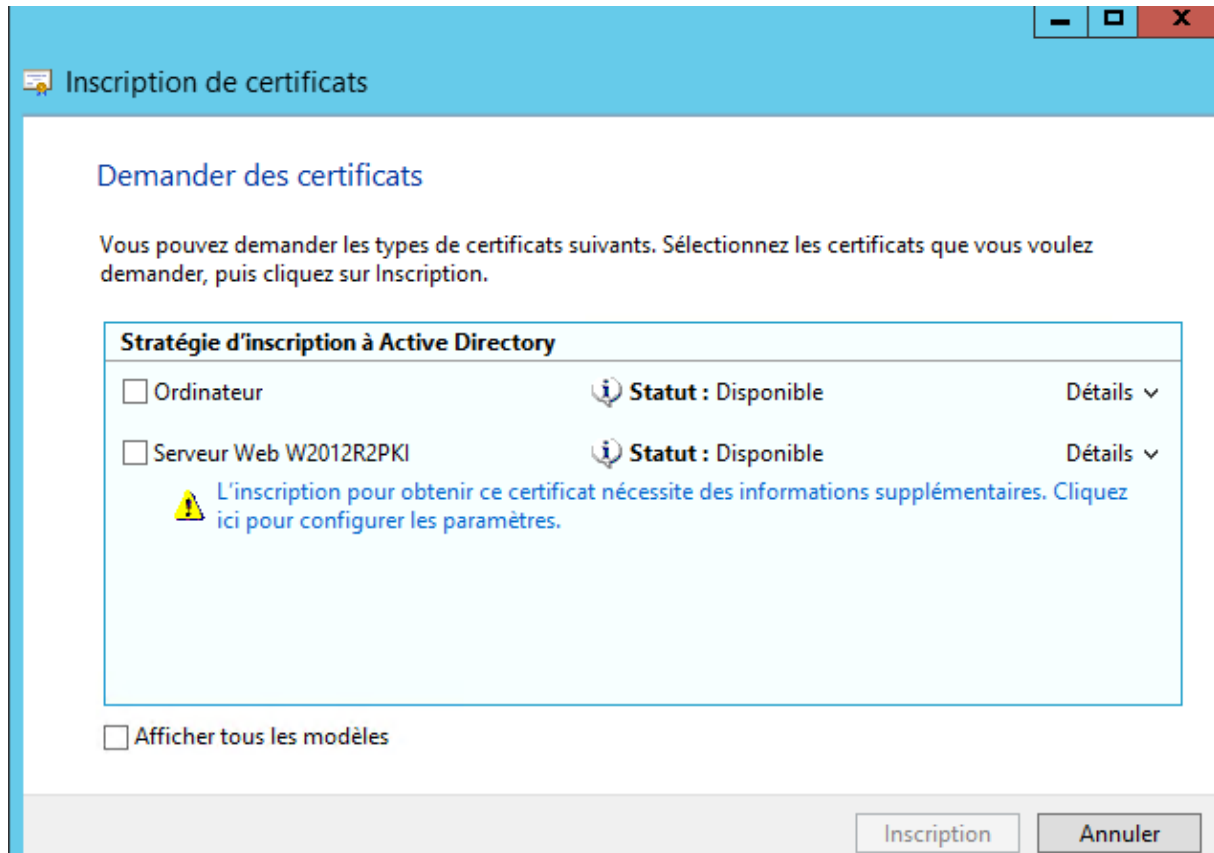 Inscription de certificats
Demander des certificats
Vous pouvez demander les types de certificats suivants. Sélectionnez les certificats que vous voulez
demander, puis cliquez sur Inscription.
Stratégie d'inscription à Active Directory
Ordinateur Statut : Disponible Détails
Serveur Web W2012R2PKI Statut : Disponible Détails
L'inscription pour obtenir ce certificat nécessite des informations supplémentaires. Cliquez
ici pour configurer les paramètres.
Afficher tous les modèles
Inscription Annuler